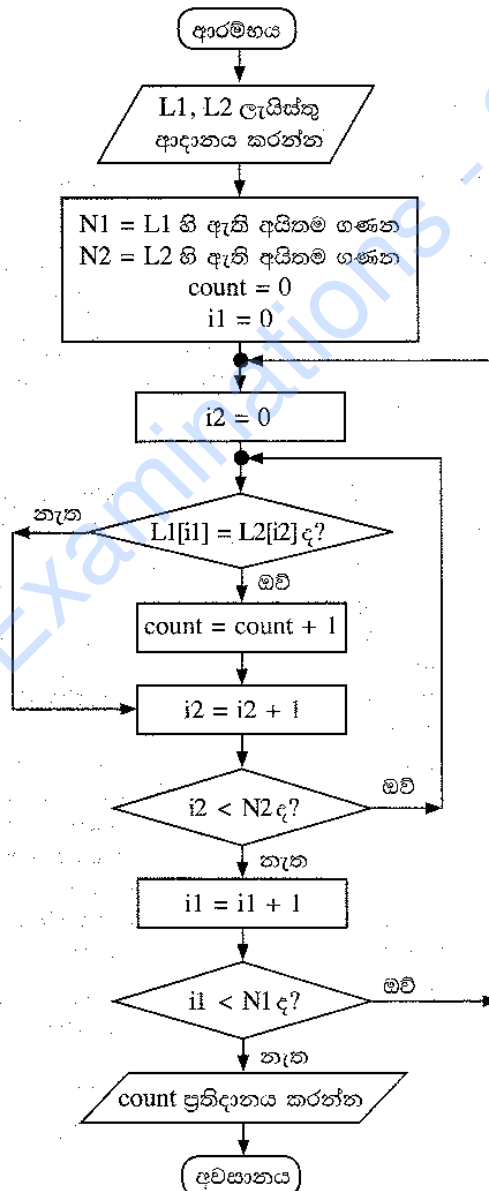 ආරම්භය
L1, L2 ලැයිස්තු
ආදානය කරන්න
N1 = L1 හි ඇති අයිතම ගණන
N2 = L2 හි ඇති අයිතම ගණන
count = 0
i1 = 0
i2 = 0
නැත
L1[i1] = L2[i2] ද?
ඔව්
count = count + 1
i2 = i2 + 1
i2 < N2 ද?
ඔව්
නැත
i1 = i1 + 1
i1 < N1 ද?
ඔව්
නැත
count ප්‍රතිදානය කරන්න
අවසානය
Examinations -